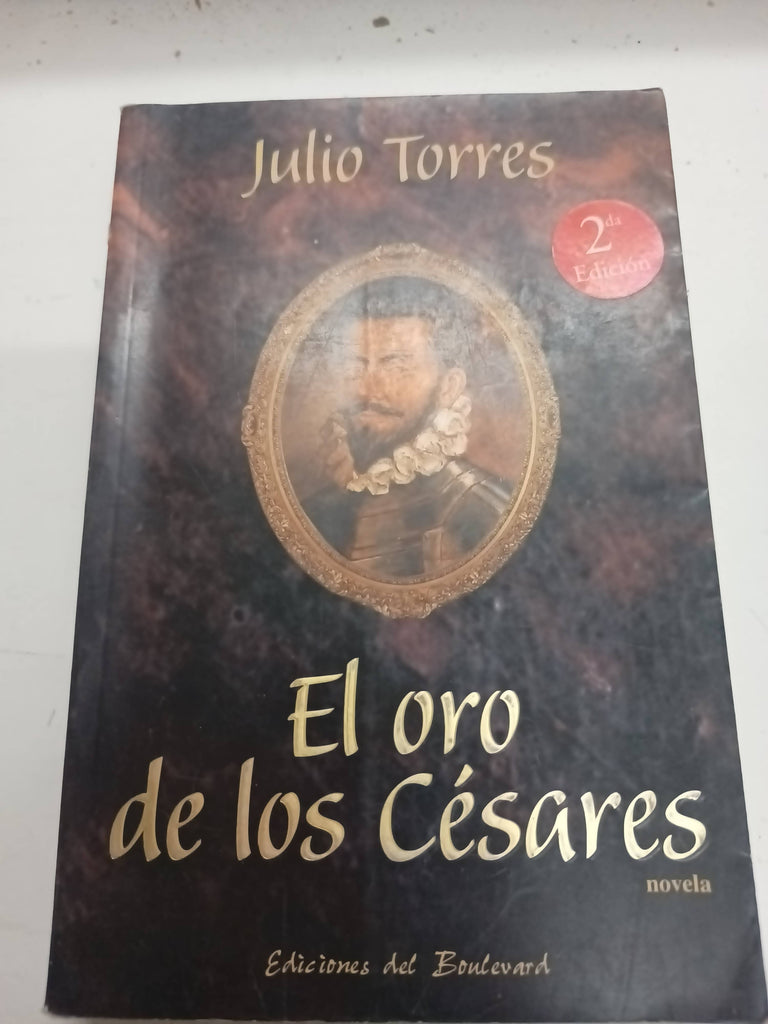 Julio Torres
2da
Edición
El oro
de los Césares
novela
Ediciones del Boulevard